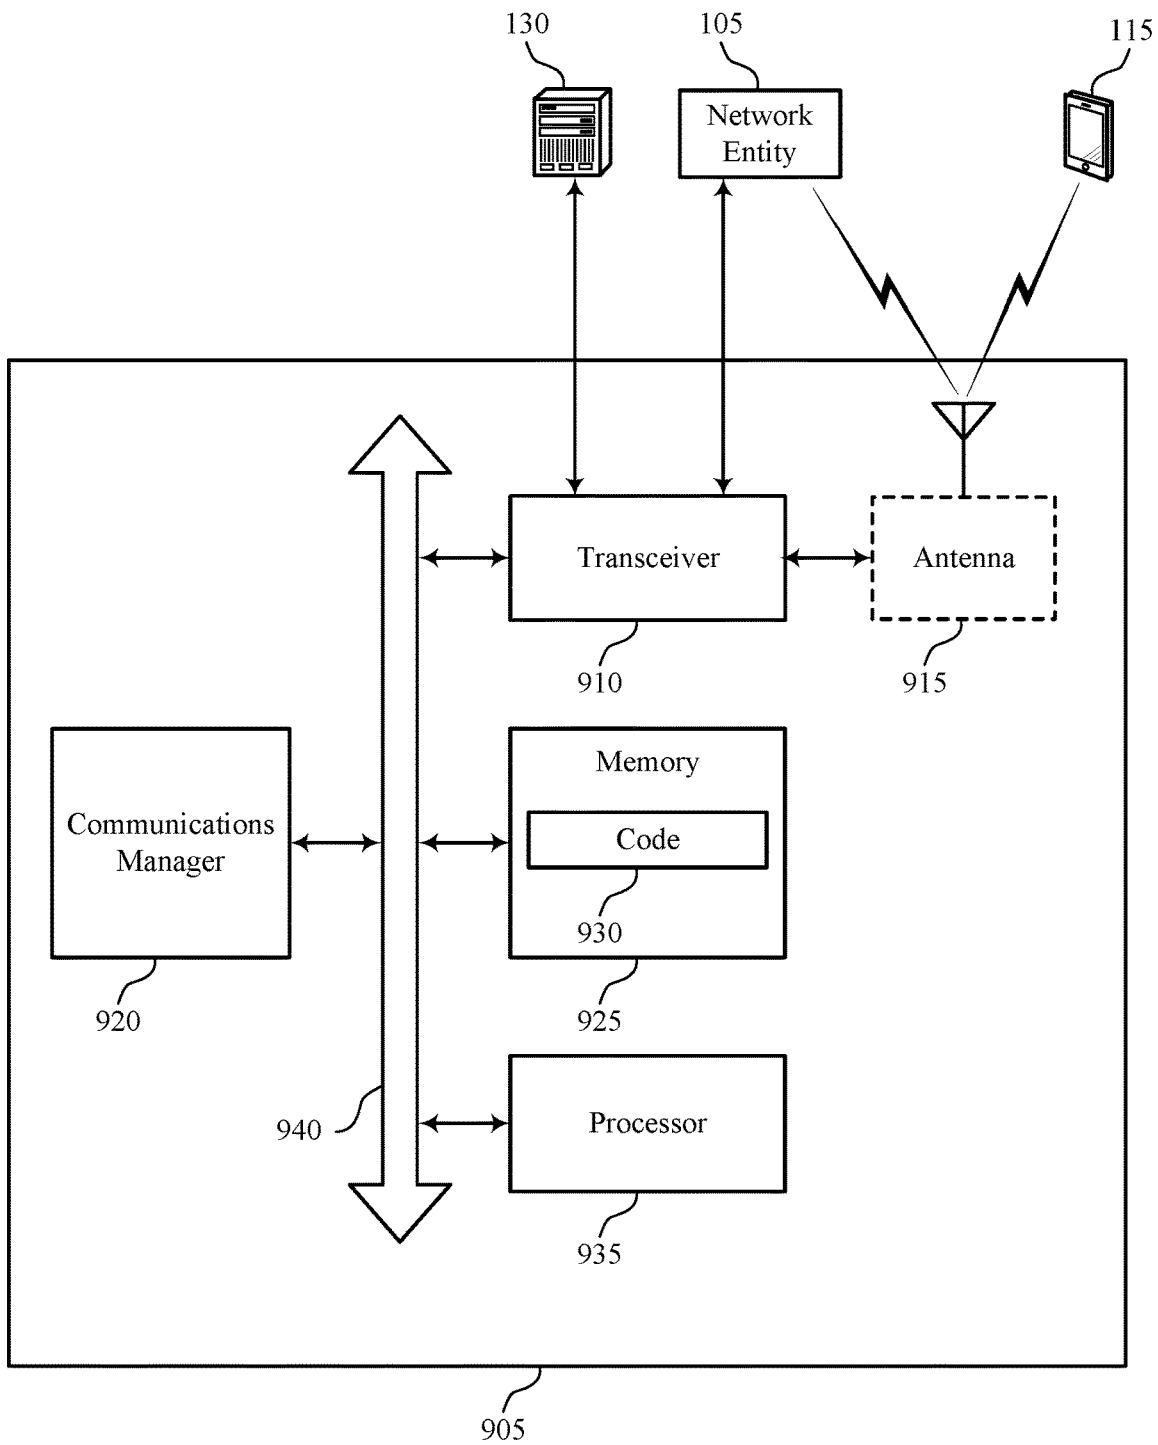 130
105
115
Network
Entity
Transceiver
Antenna
910
915
Memory
Communications
Manager
Code
930
920
925
940
Processor
935
905